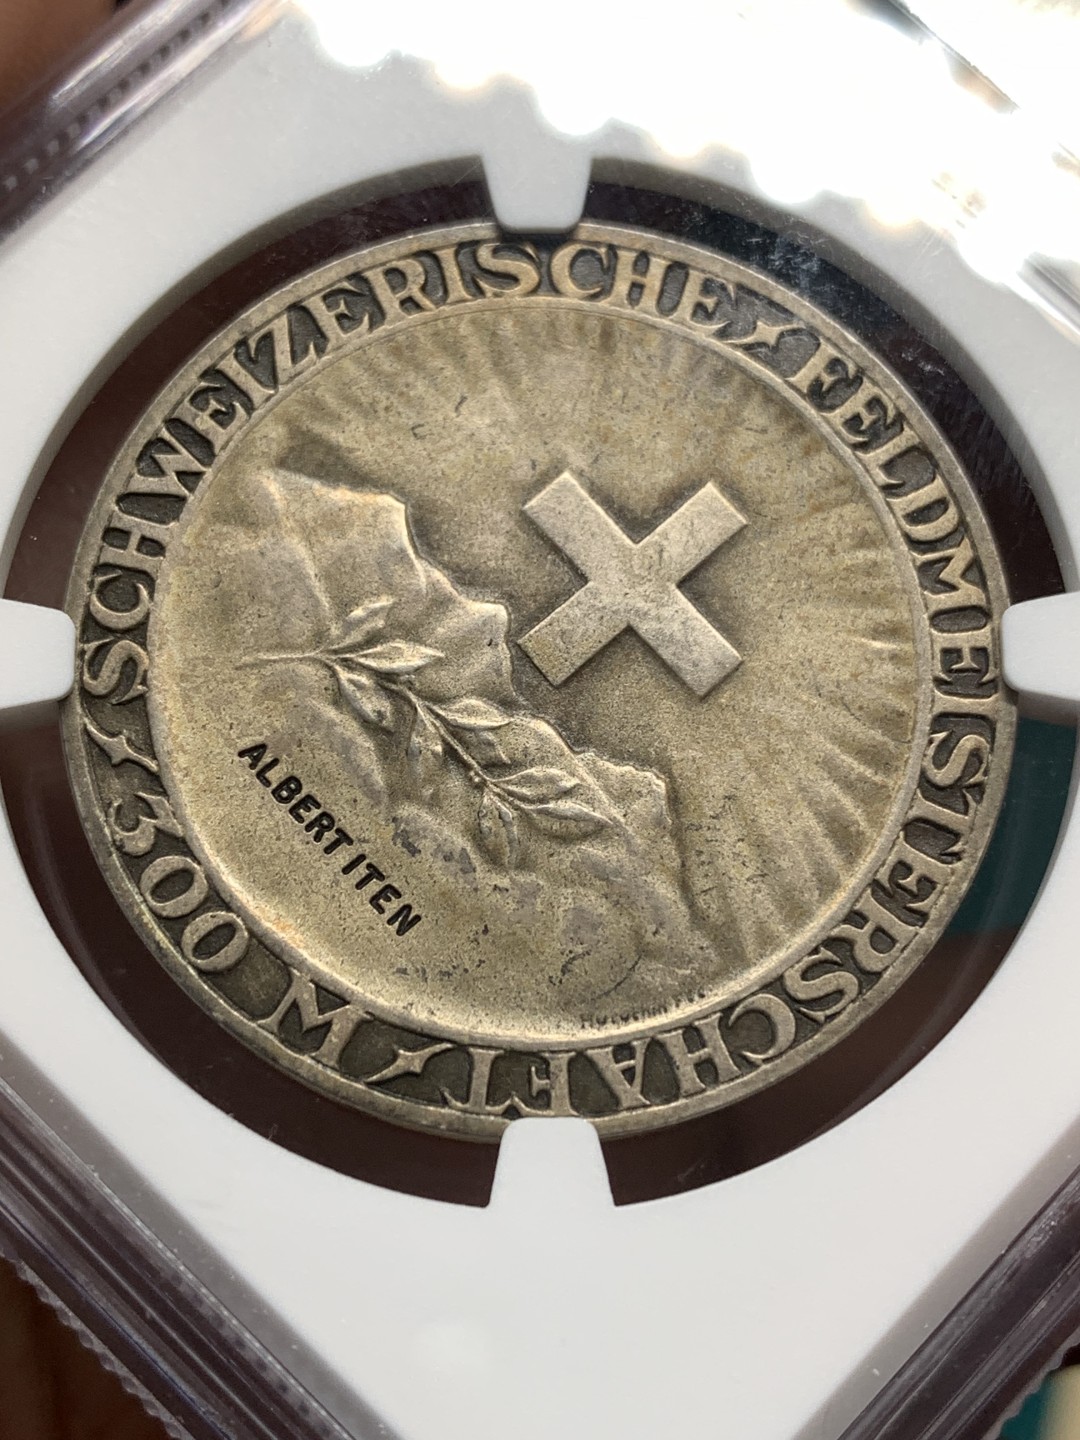 SCHWEIZERISCHE FELDMEISTERSCHAFT 300 M
ALBERT ITEN